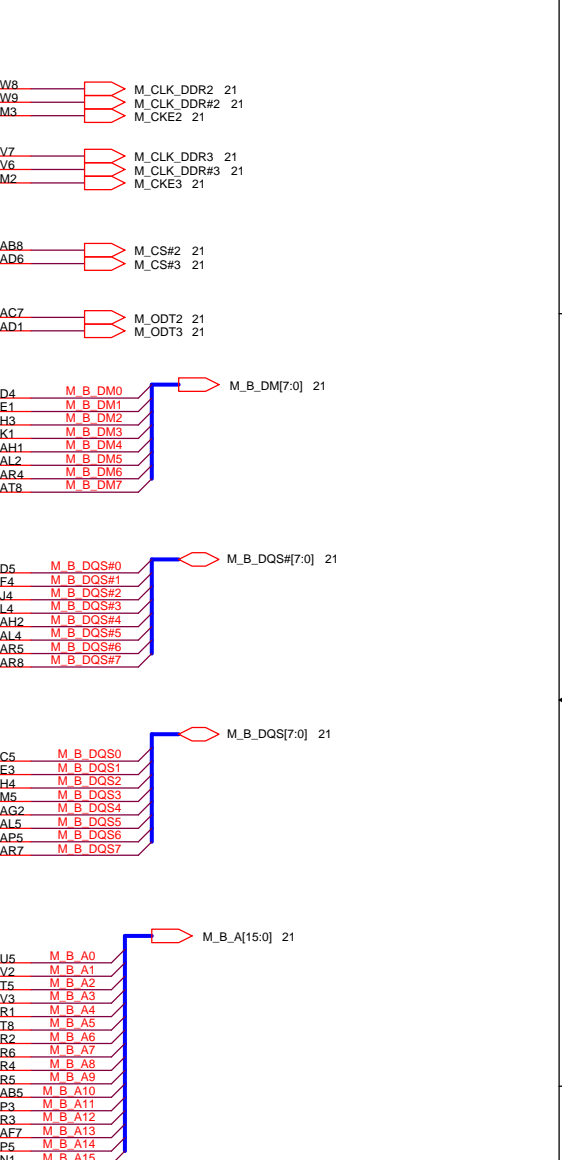 W8 M_CLK_DDR2 21
W9 M_CLK_DDR#2 21
M3 M_CKE2 21
V7 M_CLK_DDR3 21
V6 M_CLK_DDR#3 21
M2 M_CKE3 21
AB8 M_CS#2 21
AD6 M_CS#3 21
AC7 M_ODT2 21
AD1 M_ODT3 21
M_B_DM[7:0] 21
D4 M_B_DM0
E1 M_B_DM1
H3 M_B_DM2
K1 M_B_DM3
AH1 M_B_DM4
AL2 M_B_DM5
AR4 M_B_DM6
AT8 M_B_DM7
M_B_DQS#[7:0] 21
D5 M_B_DQS#0
F4 M_B_DQS#1
J4 M_B_DQS#2
L4 M_B_DQS#3
AH2 M_B_DQS#4
AL4 M_B_DQS#5
AR5 M_B_DQS#6
AR8 M_B_DQS#7
M_B_DQS[7:0] 21
C5 M_B_DQS0
E3 M_B_DQS1
H4 M_B_DQS2
M5 M_B_DQS3
AG2 M_B_DQS4
AL5 M_B_DQS5
AP5 M_B_DQS6
AR7 M_B_DQS7
M_B_A[15:0] 21
U5 M_B_A0
V2 M_B_A1
T5 M_B_A2
V3 M_B_A3
R1 M_B_A4
T8 M_B_A5
R2 M_B_A6
R6 M_B_A7
R4 M_B_A8
R5 M_B_A9
AB5 M_B_A10
P3 M_B_A11
R3 M_B_A12
AF7 M_B_A13
P5 M_B_A14
N1 M_B_A15